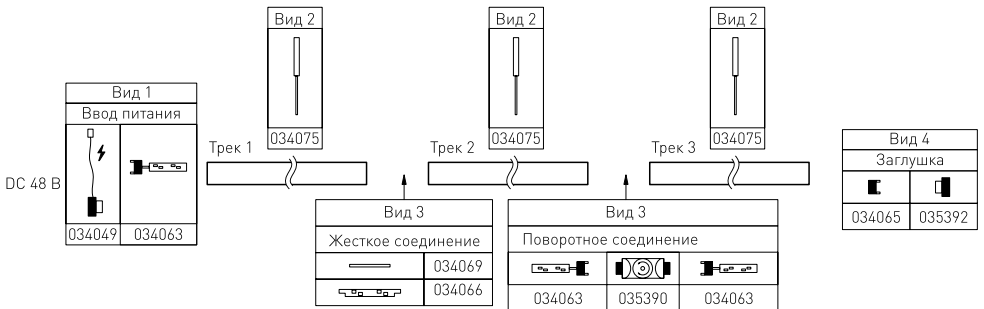 Вид 2
Вид 2
Вид 2
034075
034075
034075
Вид 1
Ввод питания
DC 48 В
034049
034063
Трек 1
Трек 2
Трек 3
Вид 3
Жесткое соединение
034069
034066
Вид 3
Поворотное соединение
034063
035390
034063
Вид 4
Заглушка
034065
035392